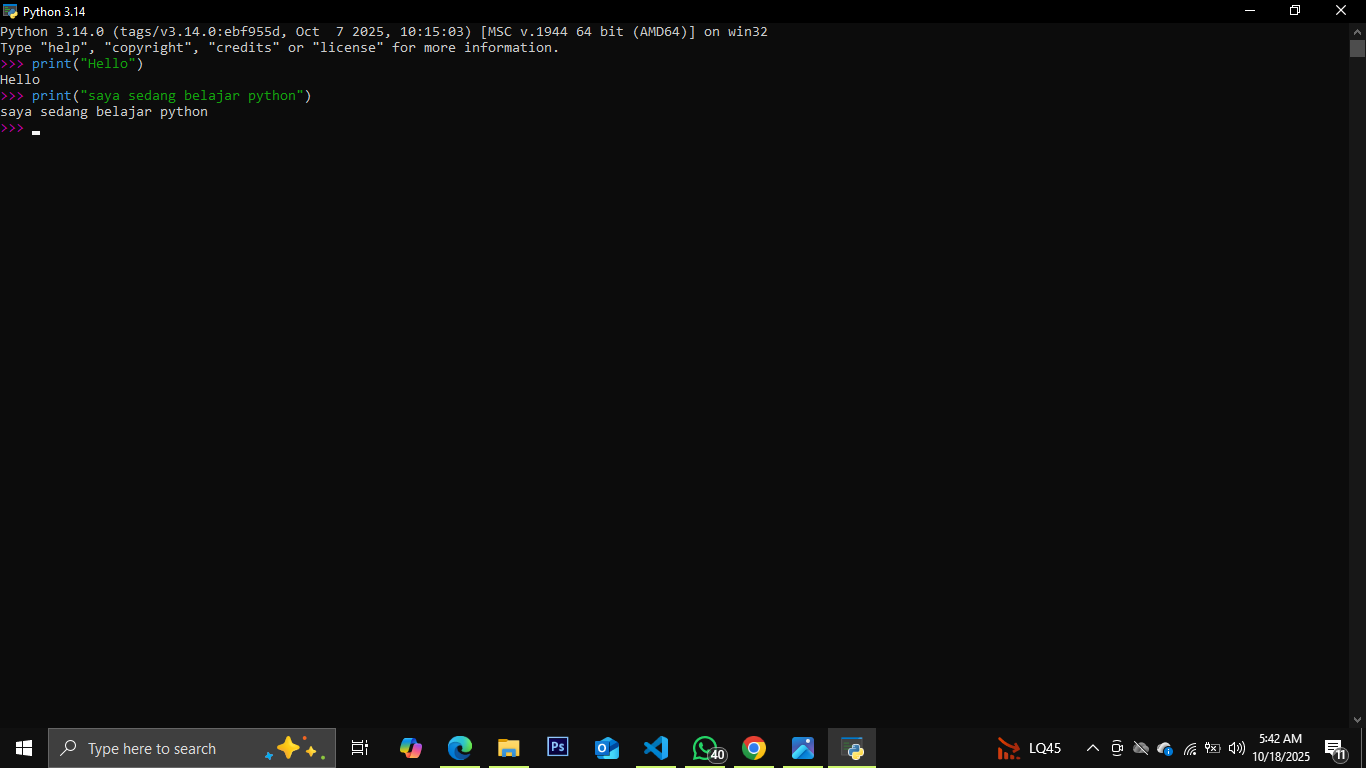 Python 3.14
Python 3.14.0 (tags/v3.14.0:ebf955d, Oct  7 2025, 10:15:03) [MSC v.1944 64 bit (AMD64)] on win32
Type "help", "copyright", "credits" or "license" for more information.
>>> print("Hello")
Hello
>>> print("saya sedang belajar python")
saya sedang belajar python
>>>
Type here to search
Ps
40
LQ45
5:42 AM
10/18/2025
11